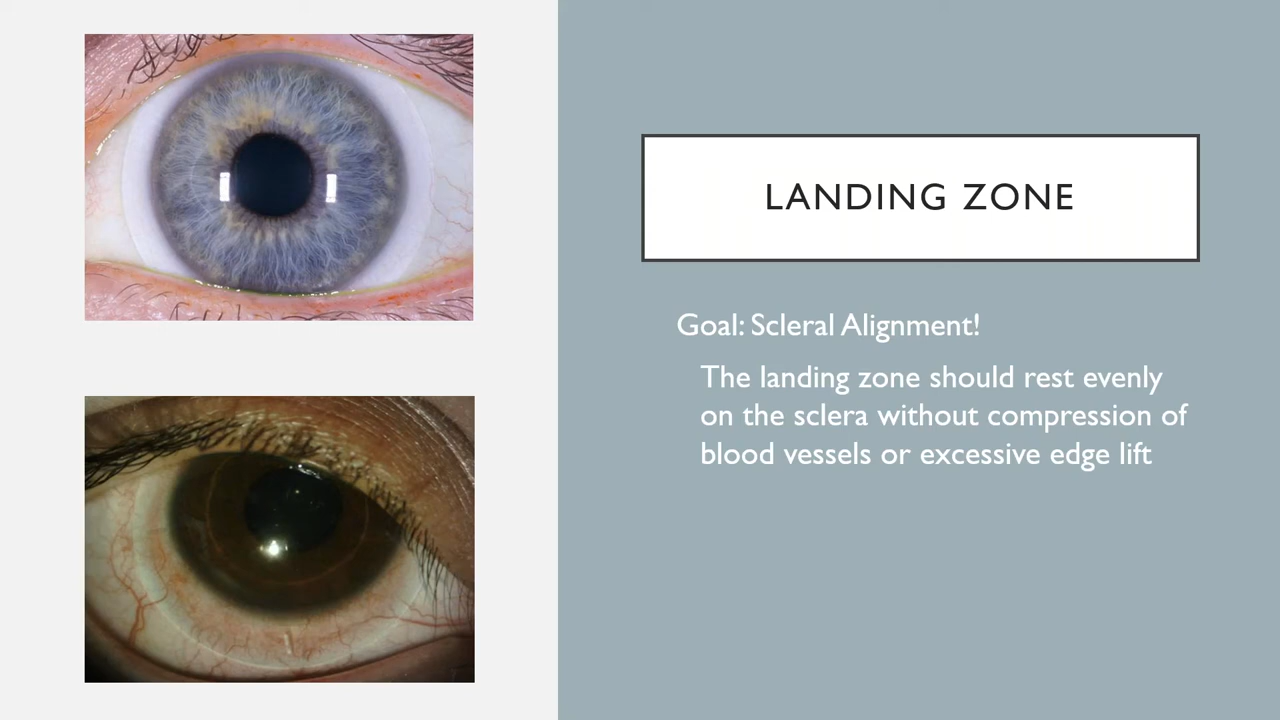 LANDING ZONE
Goal: Scleral Alignment!
The landing zone should rest evenly
on the sclera without compression of
blood vessels or excessive edge lift